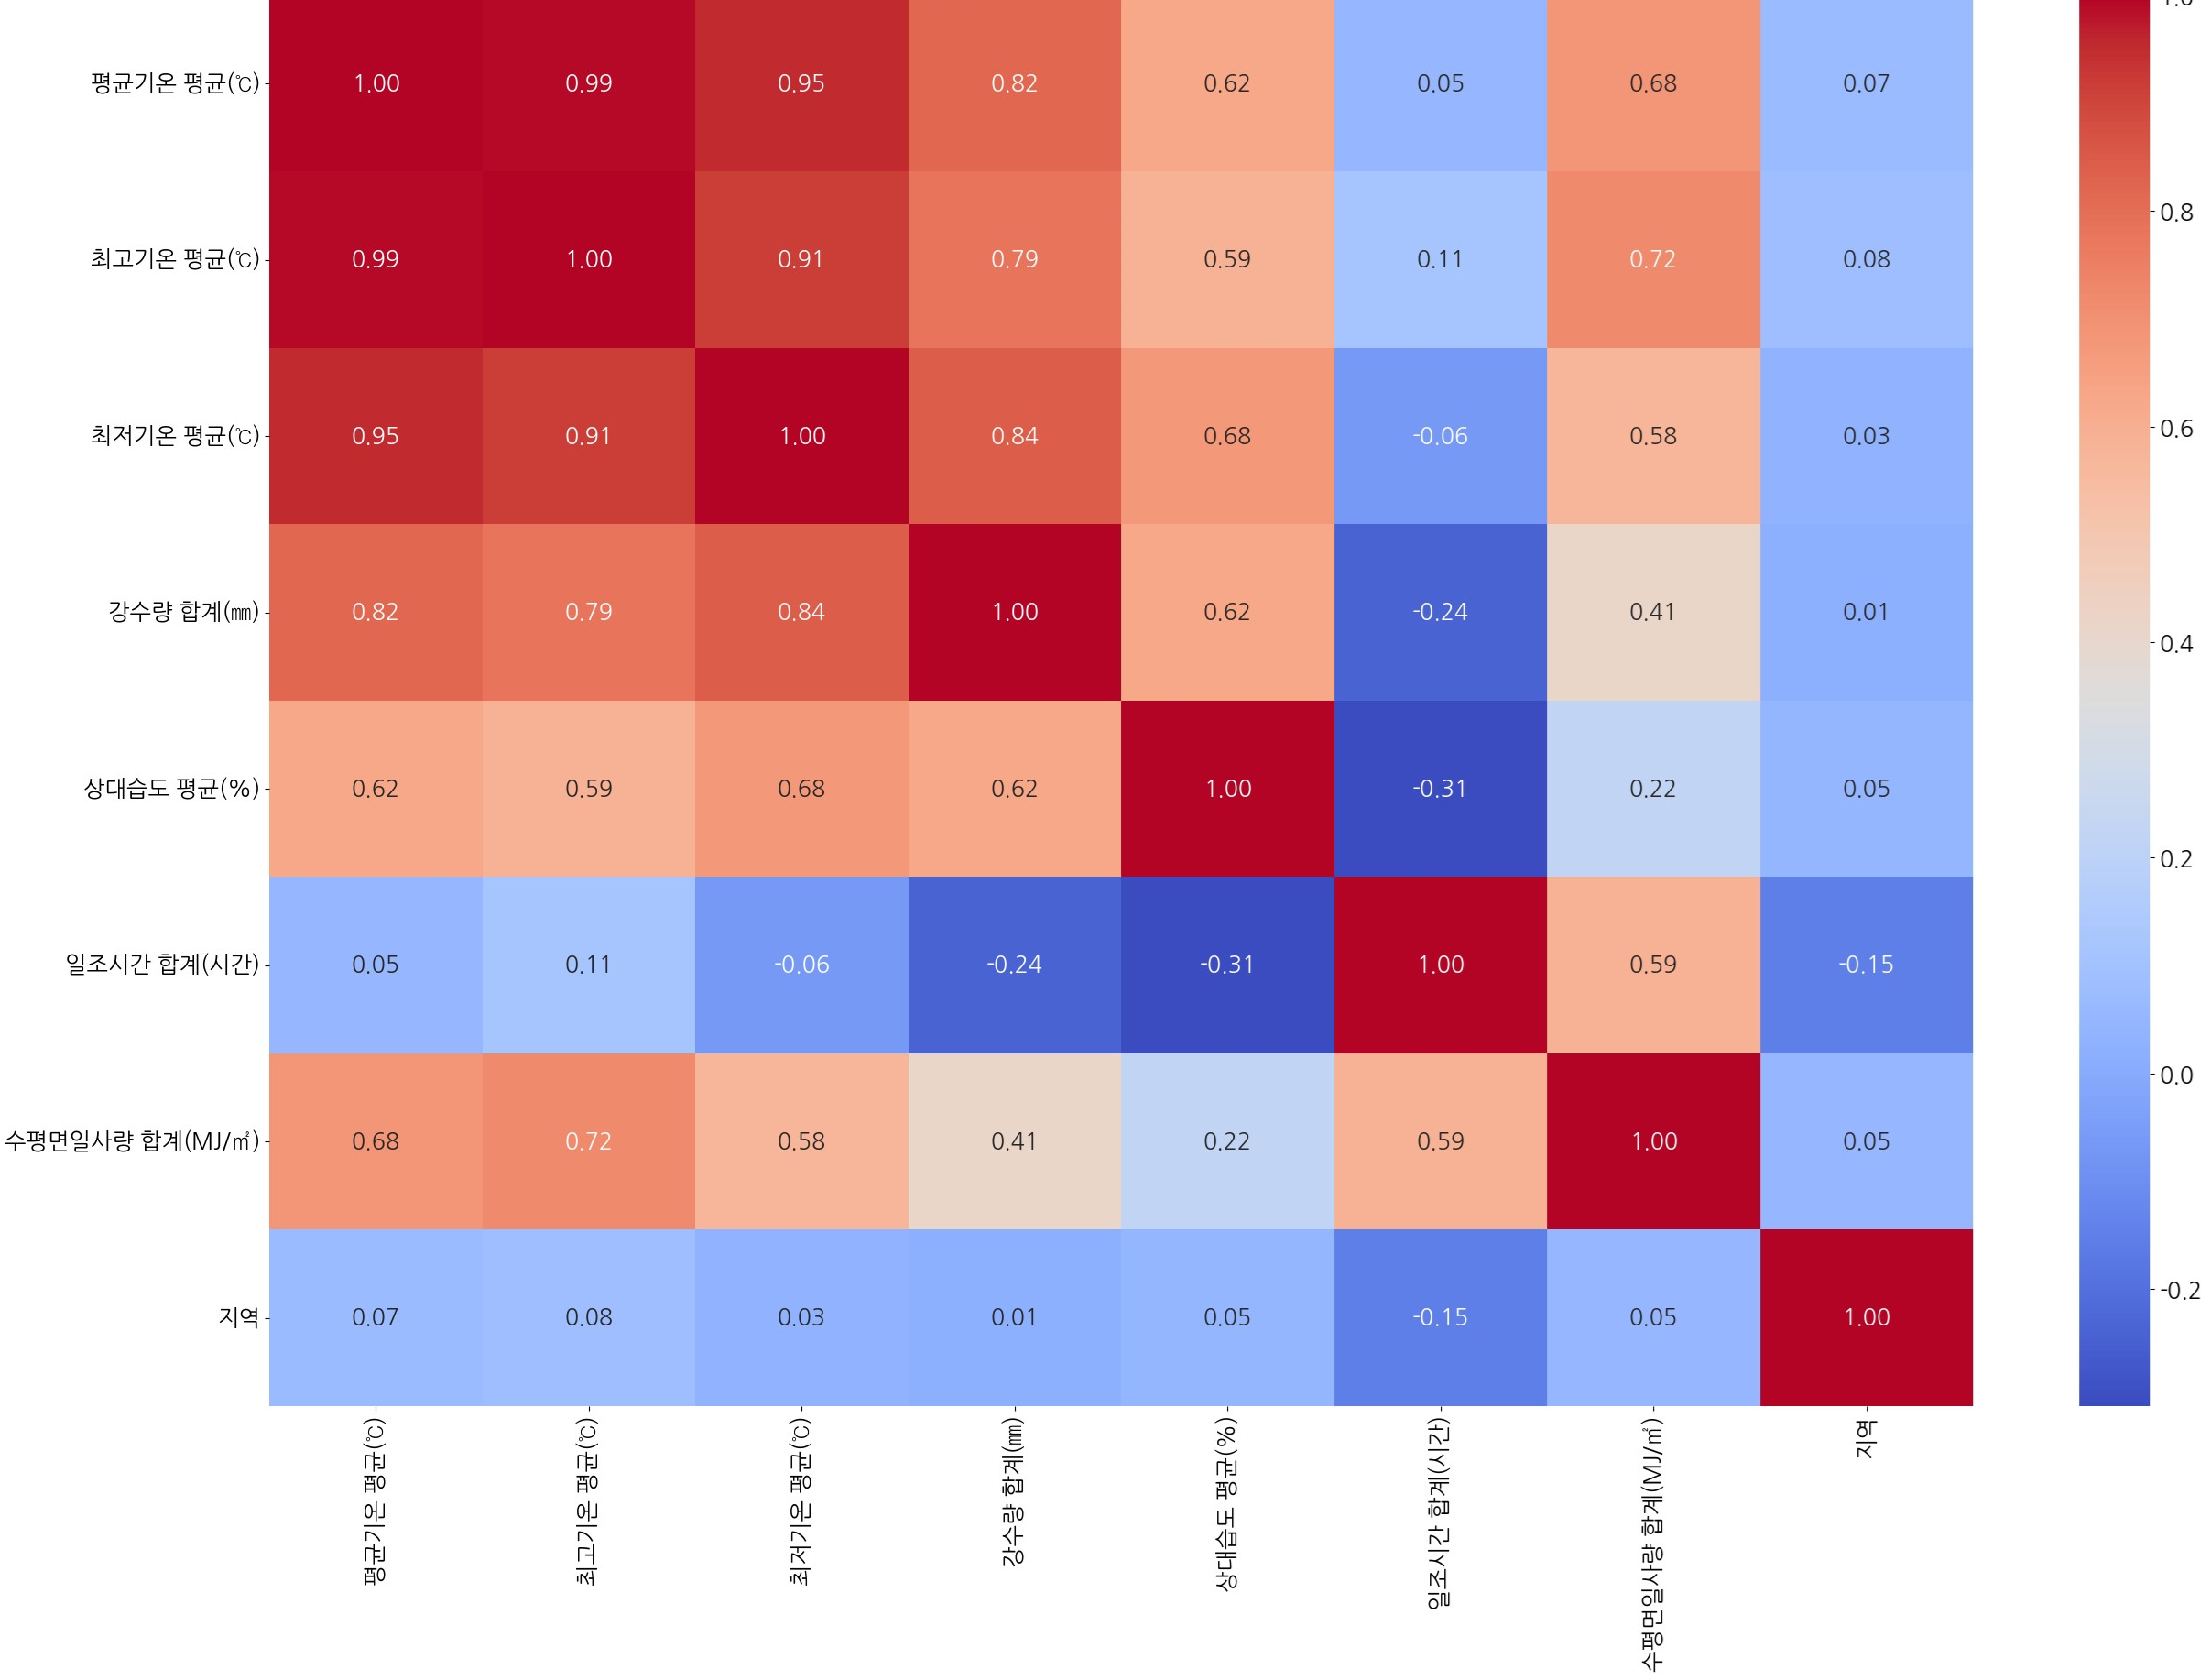 1.0
평균기온 평균(℃) 1.00 0.99 0.95 0.82 0.62 0.05 0.68 0.07
0.8
최고기온 평균(℃) 0.99 1.00 0.91 0.79 0.59 0.11 0.72 0.08
0.6
최저기온 평균(℃) 0.95 0.91 1.00 0.84 0.68 -0.06 0.58 0.03
강수량 합계(㎜) 0.82 0.79 0.84 1.00 0.62 -0.24 0.41 0.01
0.4
상대습도 평균(%) 0.62 0.59 0.68 0.62 1.00 -0.31 0.22 0.05
0.2
일조시간 합계(시간) 0.05 0.11 -0.06 -0.24 -0.31 1.00 0.59 -0.15
0.0
수평면일사량 합계(MJ/㎡) 0.68 0.72 0.58 0.41 0.22 0.59 1.00 0.05
-0.2
지역 0.07 0.08 0.03 0.01 0.05 -0.15 0.05 1.00
평균기온 평균(℃)
최고기온 평균(℃)
최저기온 평균(℃)
강수량 합계(㎜)
상대습도 평균(%)
일조시간 합계(시간)
수평면일사량 합계(MJ/㎡)
지역